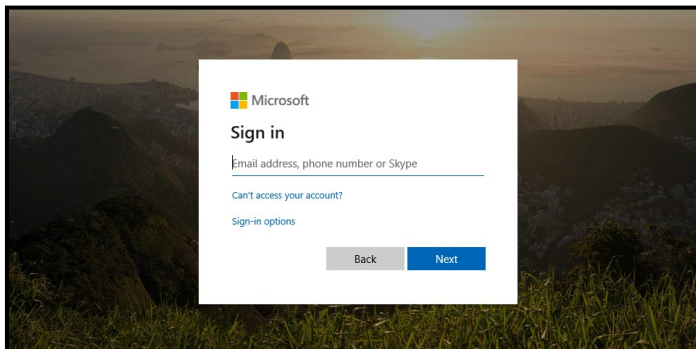 Microsoft
Sign in
Email address, phone number or Skype
Can't access your account?
Sign-in options
Back Next